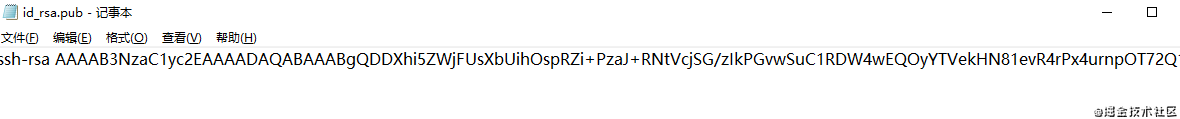 id_rsa.pub - 记事本
文件(F) 编辑(E) 格式(O) 查看(V) 帮助(H)
ssh-rsa AAAAB3NzaC1yc2EAAAADAQABAAABgQDDXhi5ZWjFUsXbUihOspRZi+PzaJ+RNtVcjSG/zIkPGvwSuC1RDW4wEQOyYTVekHN81evR4rPx4urnpOT72Q
@掘金技术社区